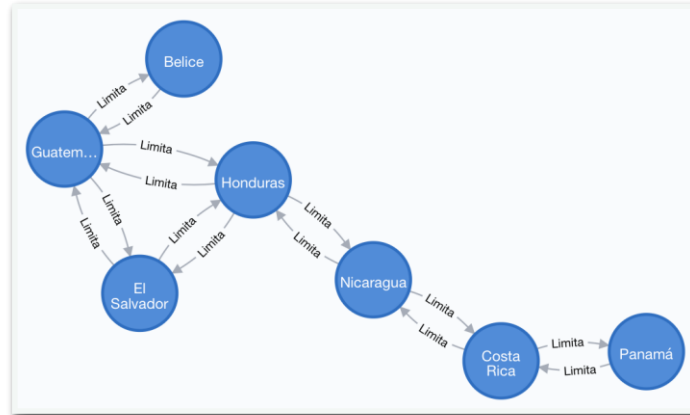 Belice
Limita
Limita
Guatem...
Limita
Limita
Honduras
Limita
Limita
Limita
Limita
Limita
Limita
El
Salvador
Nicaragua
Limita
Limita
Costa
Rica
Limita
Limita
Panamá